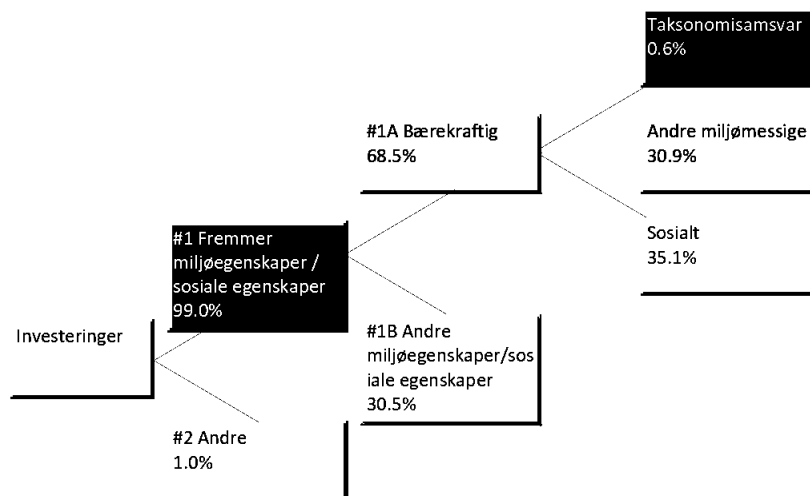 Taksonomisamsvar
0.6%
#1A Bærekraftig
68.5%
Andre miljømessige
30.9%
#1 Fremmer
miljøegenskaper /
sosiale egenskaper
99.0%
Sosialt
35.1%
Investeringer
#1B Andre
miljøegenskaper/sos
iale egenskaper
30.5%
#2 Andre
1.0%